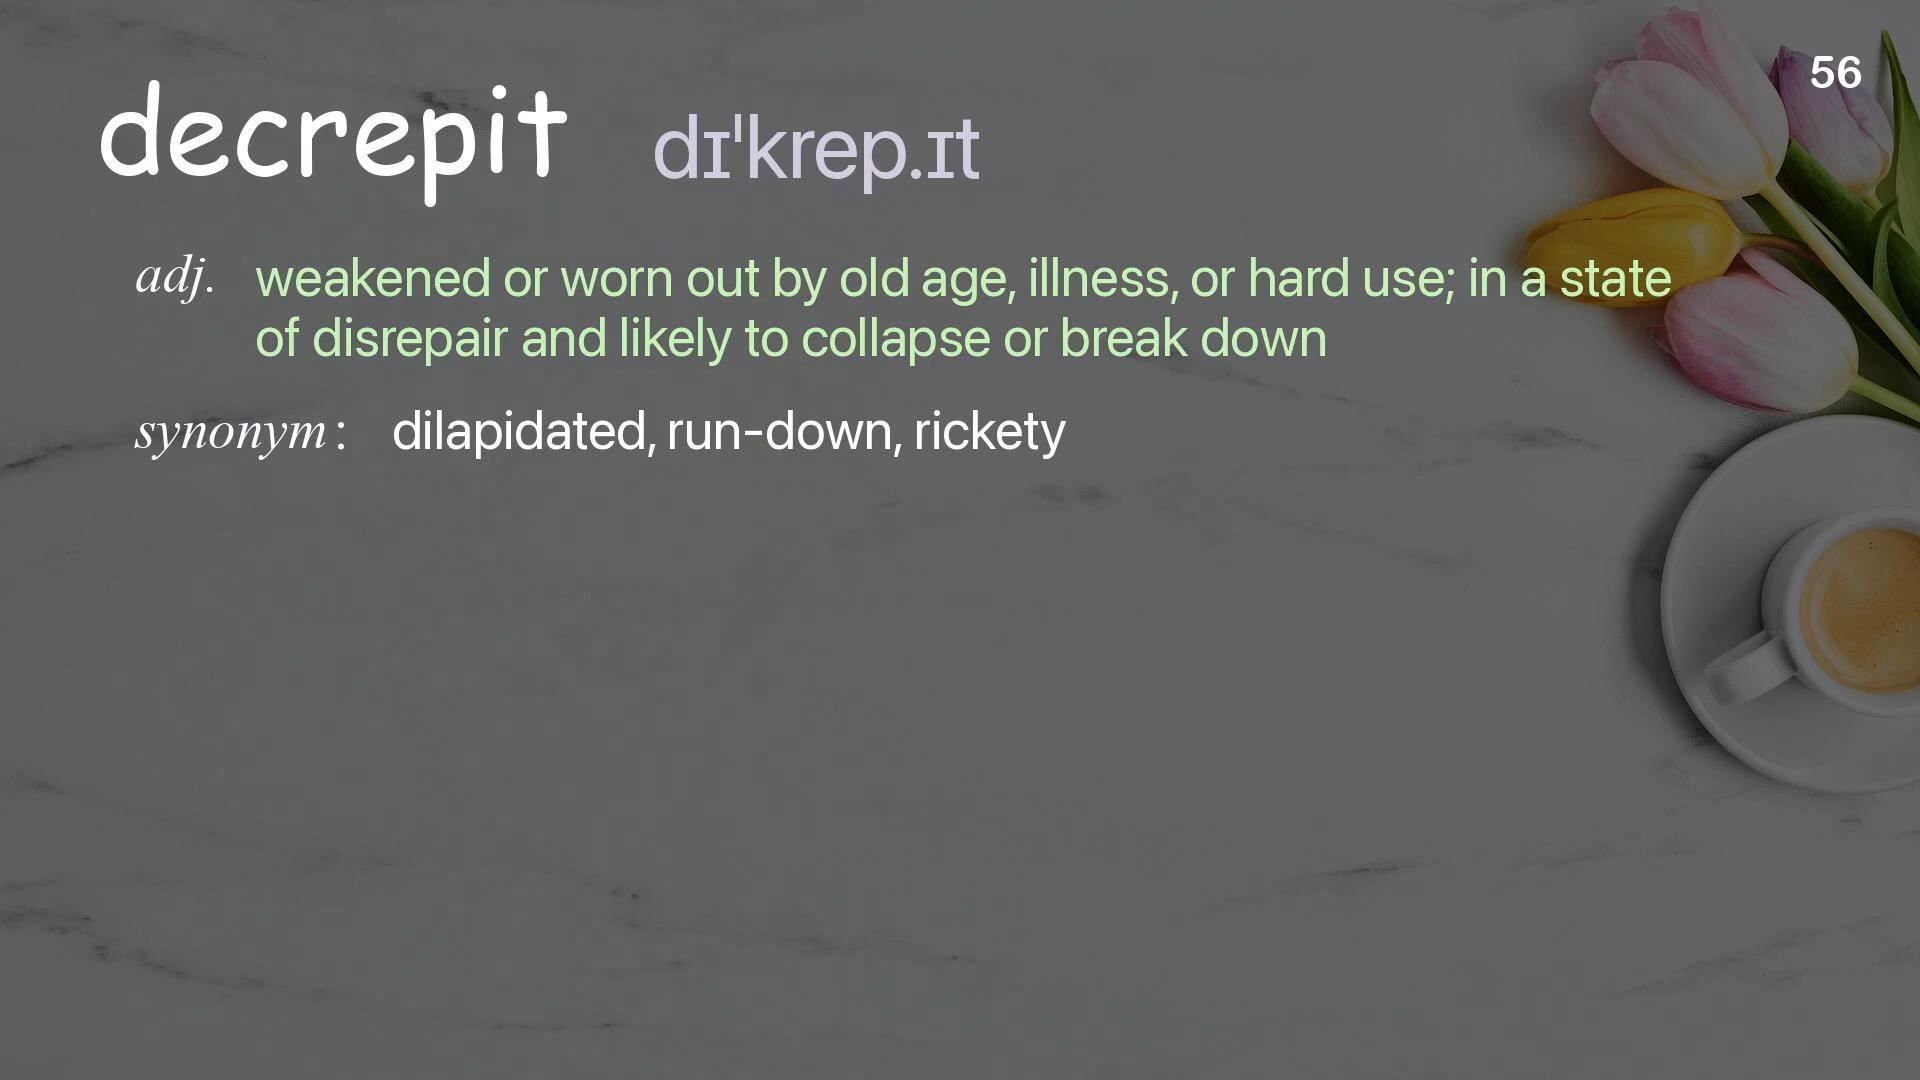 56
decrepit dɪˈkrep.ɪt
adj. weakened or worn out by old age, illness, or hard use; in a state
of disrepair and likely to collapse or break down
synonym: dilapidated, run-down, rickety